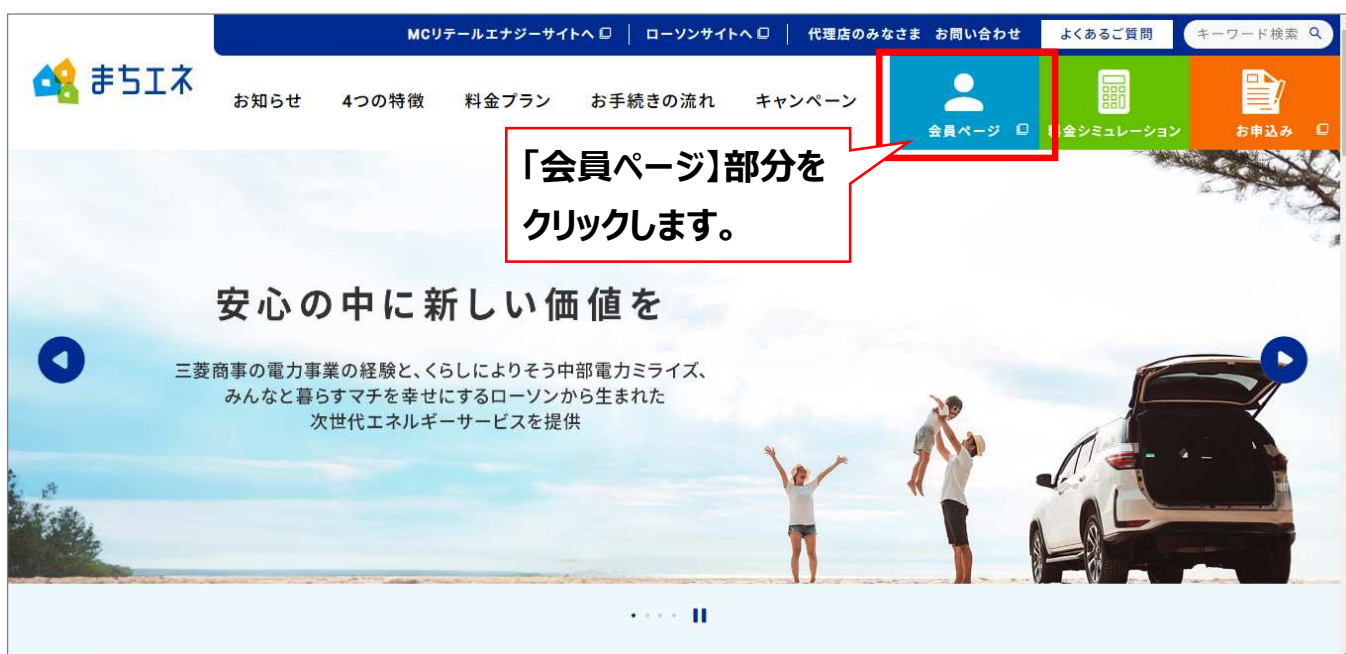 MCリテールエナジーサイトへ ローソンサイトへ 代理店のみなさま お問い合わせ よくあるご質問 キーワード検索
まちエネ
お知らせ 4つの特徴 料金プラン お手続きの流れ キャンペーン
会員ページ 料金シミュレーション お申込み
「会員ページ】部分を
クリックします。
安心の中に新しい価値を
三菱商事の電力事業の経験と、くらしによりそう中部電力ミライズ、
みんなと暮らすマチを幸せにするローソンから生まれた
次世代エネルギーサービスを提供